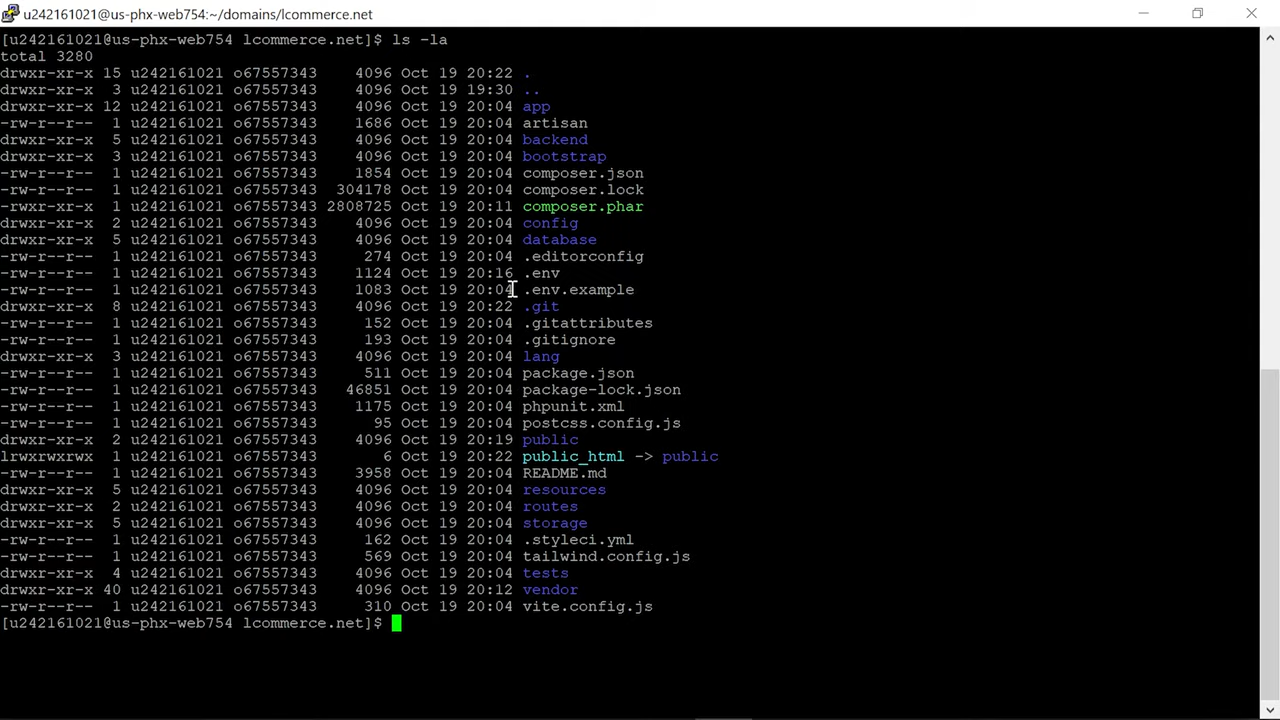 u242161021@us-phx-web754:~/domains/lcommerce.net
[u242161021@us-phx-web754 lcommerce.net]$ ls -la
total 3280
drwxr-xr-x 15 u242161021 o67557343    4096 Oct 19 20:22 .
drwxr-xr-x  3 u242161021 o67557343    4096 Oct 19 19:30 ..
drwxr-xr-x 12 u242161021 o67557343    4096 Oct 19 20:04 app
-rw-r--r--  1 u242161021 o67557343    1686 Oct 19 20:04 artisan
drwxr-xr-x  5 u242161021 o67557343    4096 Oct 19 20:04 backend
drwxr-xr-x  3 u242161021 o67557343    4096 Oct 19 20:04 bootstrap
-rw-r--r--  1 u242161021 o67557343    1854 Oct 19 20:04 composer.json
-rw-r--r--  1 u242161021 o67557343  304178 Oct 19 20:04 composer.lock
-rwxr-xr-x  1 u242161021 o67557343 2808725 Oct 19 20:11 composer.phar
drwxr-xr-x  2 u242161021 o67557343    4096 Oct 19 20:04 config
drwxr-xr-x  5 u242161021 o67557343    4096 Oct 19 20:04 database
-rw-r--r--  1 u242161021 o67557343     274 Oct 19 20:04 .editorconfig
-rw-r--r--  1 u242161021 o67557343    1124 Oct 19 20:16 .env
-rw-r--r--  1 u242161021 o67557343    1083 Oct 19 20:04 .env.example
drwxr-xr-x  8 u242161021 o67557343    4096 Oct 19 20:22 .git
-rw-r--r--  1 u242161021 o67557343     152 Oct 19 20:04 .gitattributes
-rw-r--r--  1 u242161021 o67557343     193 Oct 19 20:04 .gitignore
drwxr-xr-x  3 u242161021 o67557343    4096 Oct 19 20:04 lang
-rw-r--r--  1 u242161021 o67557343     511 Oct 19 20:04 package.json
-rw-r--r--  1 u242161021 o67557343   46851 Oct 19 20:04 package-lock.json
-rw-r--r--  1 u242161021 o67557343    1175 Oct 19 20:04 phpunit.xml
-rw-r--r--  1 u242161021 o67557343      95 Oct 19 20:04 postcss.config.js
drwxr-xr-x  2 u242161021 o67557343    4096 Oct 19 20:19 public
lrwxrwxrwx  1 u242161021 o67557343       6 Oct 19 20:22 public_html -> public
-rw-r--r--  1 u242161021 o67557343    3958 Oct 19 20:04 README.md
drwxr-xr-x  5 u242161021 o67557343    4096 Oct 19 20:04 resources
drwxr-xr-x  2 u242161021 o67557343    4096 Oct 19 20:04 routes
drwxr-xr-x  5 u242161021 o67557343    4096 Oct 19 20:04 storage
-rw-r--r--  1 u242161021 o67557343     162 Oct 19 20:04 .styleci.yml
-rw-r--r--  1 u242161021 o67557343     569 Oct 19 20:04 tailwind.config.js
drwxr-xr-x  4 u242161021 o67557343    4096 Oct 19 20:04 tests
drwxr-xr-x 40 u242161021 o67557343    4096 Oct 19 20:12 vendor
-rw-r--r--  1 u242161021 o67557343     310 Oct 19 20:04 vite.config.js
[u242161021@us-phx-web754 lcommerce.net]$